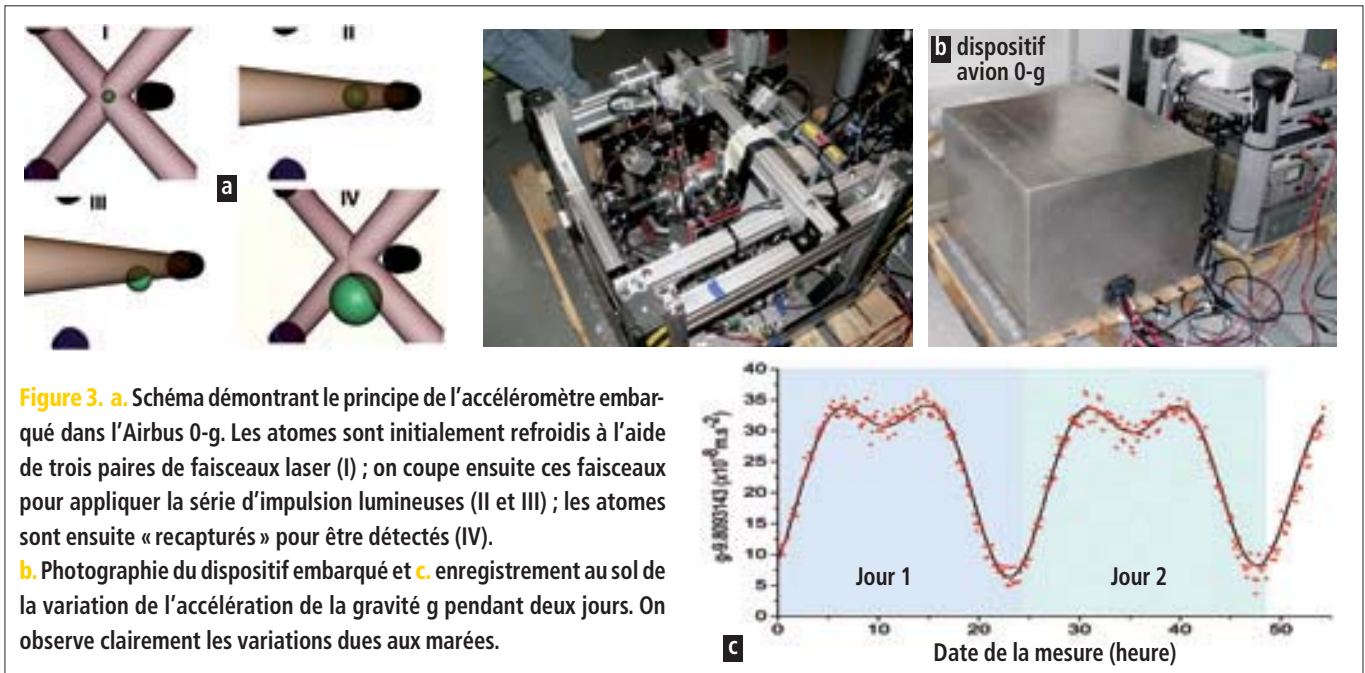 I
II
III
a
IV
b dispositif
avion 0-g
Figure 3. a. Schéma démontrant le principe de l'accéléromètre embar-
qué dans l'Airbus 0-g. Les atomes sont initialement refroidis à l'aide
de trois paires de faisceaux laser (I) ; on coupe ensuite ces faisceaux
pour appliquer la série d'impulsion lumineuses (II et III) ; les atomes
sont ensuite « recapturés » pour être détectés (IV).
b. Photographie du dispositif embarqué et c. enregistrement au sol de
la variation de l'accélération de la gravité g pendant deux jours. On
observe clairement les variations dues aux marées.
g-9.8093143 (x10⁻⁸m.s⁻²)
40
35
30
25
20
15
10
5
0
Jour 1
Jour 2
0
10
20
30
40
50
Date de la mesure (heure)
c